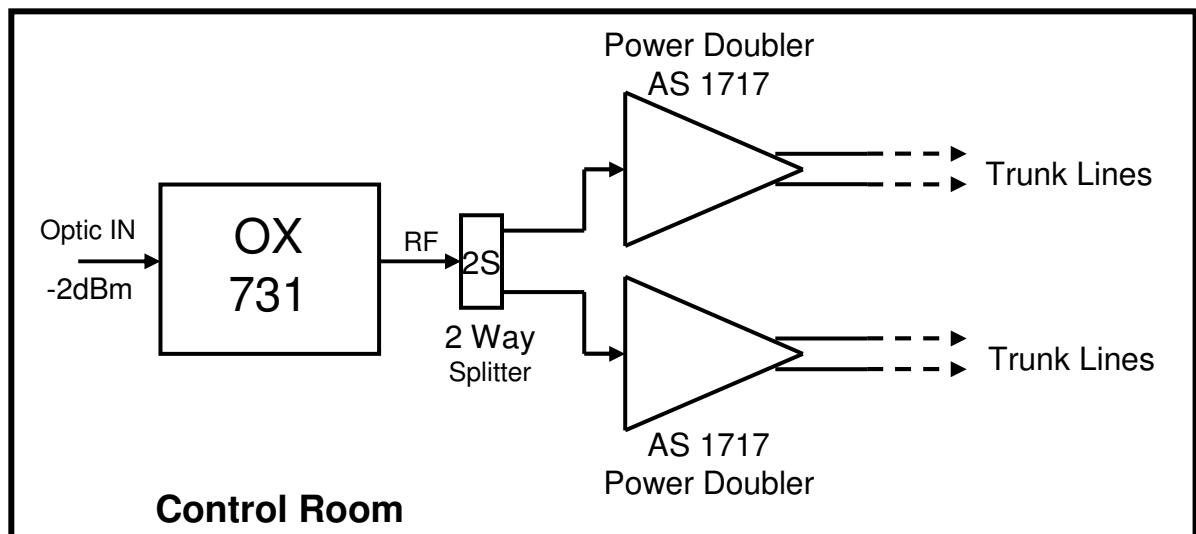 Power Doubler
AS 1717
Trunk Lines
Optic IN
-2dBm
OX
731
RF
2S
2 Way
Splitter
Trunk Lines
AS 1717
Power Doubler
Control Room